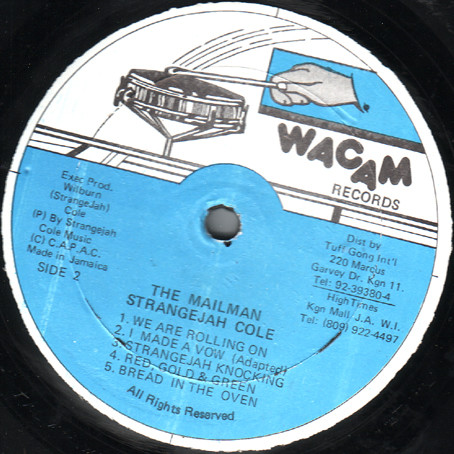 WACAM
RECORDS
Exec Prod.
Wilburn
(StrangeJah)
Cole
(P) By Strangejah
Cole Music
(C) C.A.P.A.C.
Made in Jamaica
SIDE 2
Dist by
Tuff Gong Int'l
220 Marcus
Garvey Dr. Kgn 11.
Tel: 92-39380-4
High Times
Kgn Mall/J.A. W.I.
Tel: (809) 922-4497
THE MAILMAN
STRANGEJAH COLE
1. WE ARE ROLLING ON
2. I MADE A VOW (Adapted)
3. STRANGEJAH KNOCKING
4. RED, GOLD & GREEN
5. BREAD IN THE OVEN
All Rights Reserved